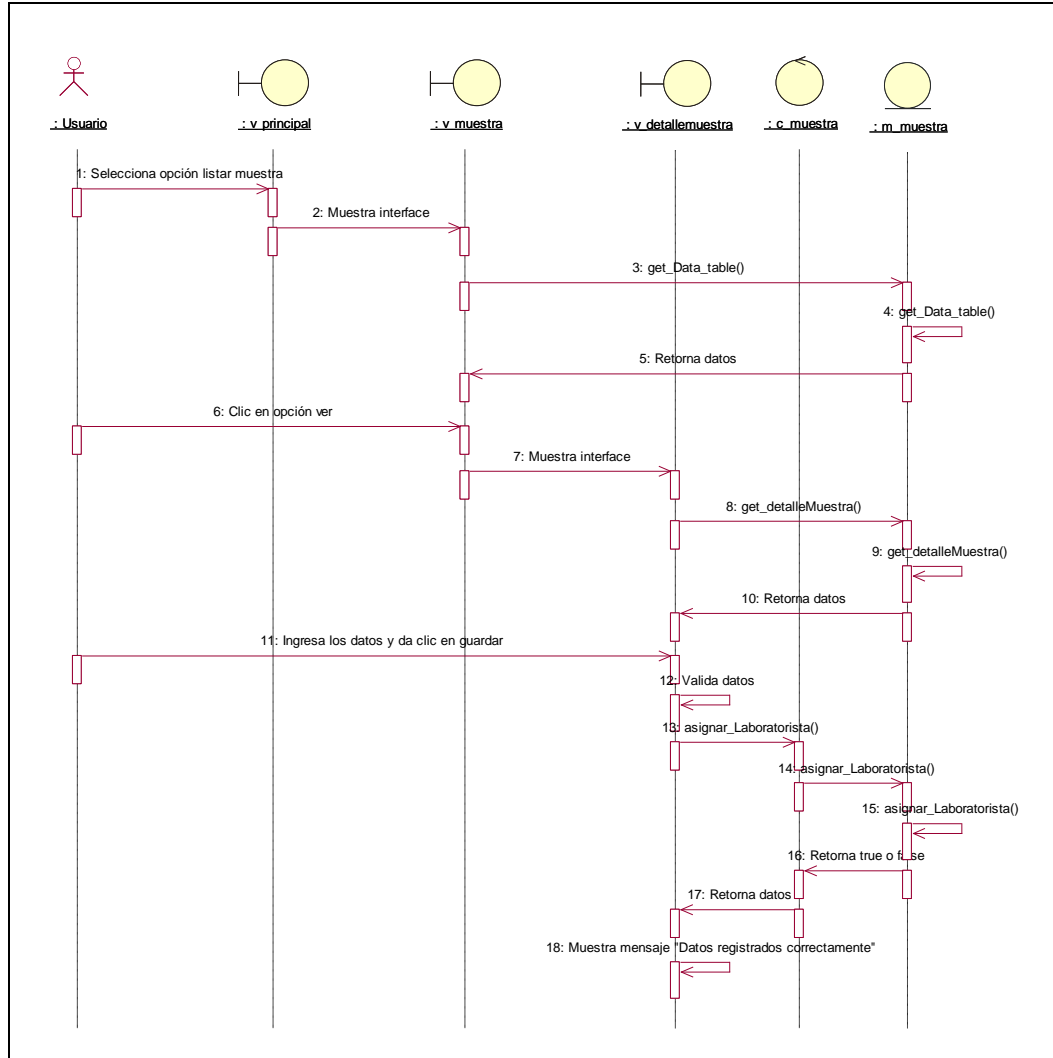 : Usuario
: v_principal
: v_muestra
: v_detallemuestra
: c_muestra
: m_muestra
1: Selecciona opción listar muestra
2: Muestra interface
3: get_Data_table()
4: get_Data_table()
5: Retorna datos
6: Clic en opción ver
7: Muestra interface
8: get_detalleMuestra()
9: get_detalleMuestra()
10: Retorna datos
11: Ingresa los datos y da clic en guardar
12: Valida datos
13: asignar_Laboratorista()
14: asignar_Laboratorista()
15: asignar_Laboratorista()
16: Retorna true o false
17: Retorna datos
18: Muestra mensaje "Datos registrados correctamente"